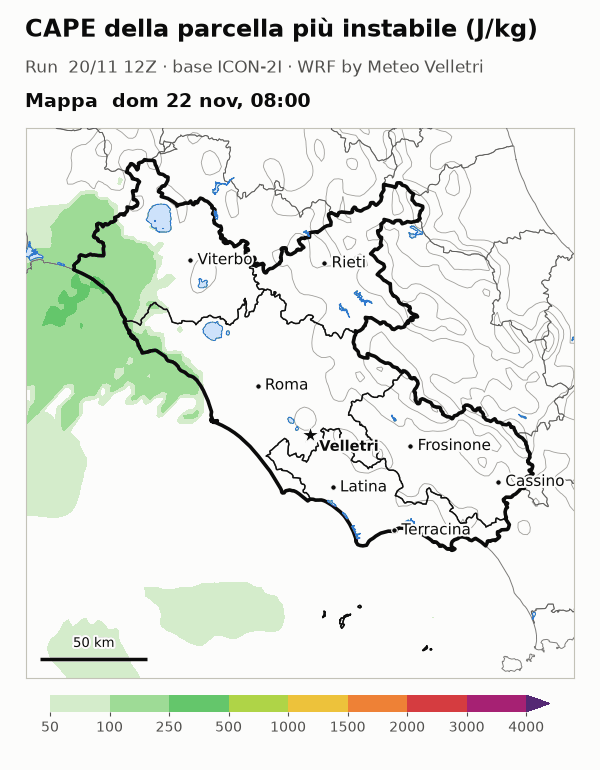 CAPE della parcella più instabile (J/kg)
Run 20/11 12Z · base ICON-2I · WRF by Meteo Velletri
Mappa dom 22 nov, 08:00
Viterbo
Rieti
Roma
Velletri
Frosinone
Latina
Cassino
Terracina
50 km
50 100 250 500 1000 1500 2000 3000 4000